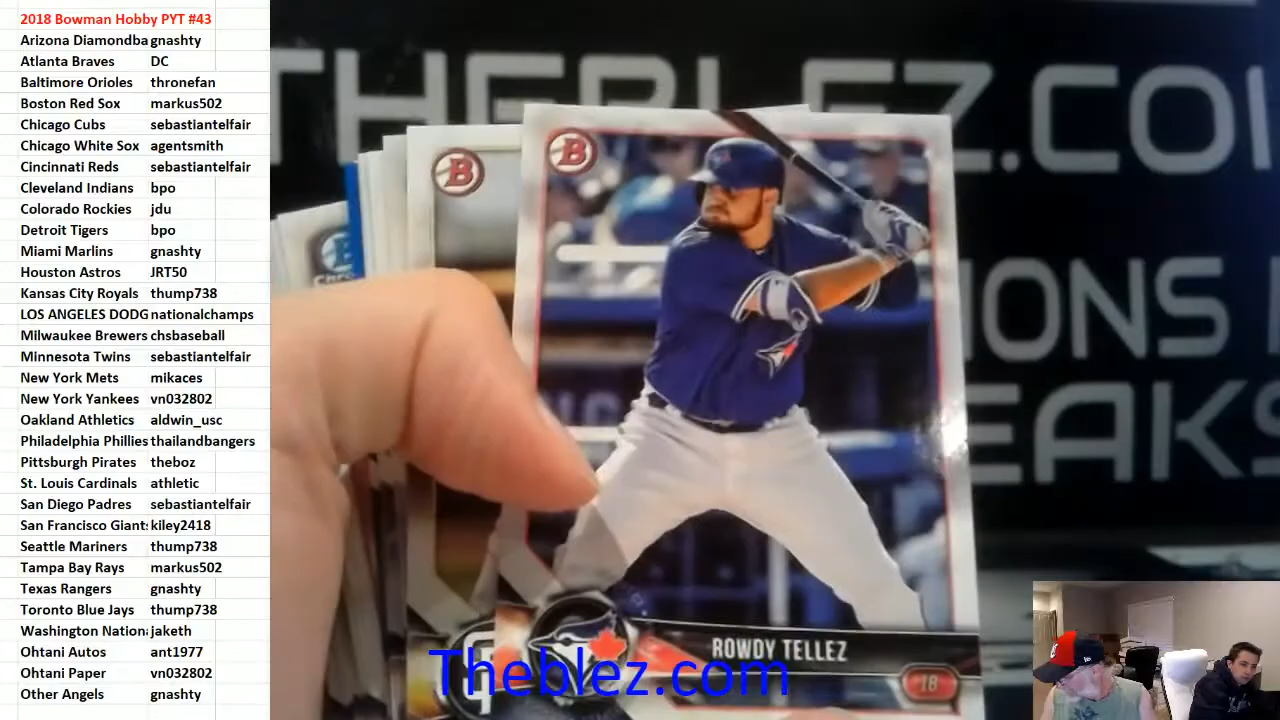 2018 Bowman Hobby PYT #43
Arizona Diamondba gnashty
Atlanta Braves DC
Baltimore Orioles thronefan
Boston Red Sox markus502
Chicago Cubs sebastiantelfair
Chicago White Sox agentsmith
Cincinnati Reds sebastiantelfair
Cleveland Indians bpo
Colorado Rockies jdu
Detroit Tigers bpo
Miami Marlins gnashty
Houston Astros JRT50
Kansas City Royals thump738
LOS ANGELES DODG nationalchamps
Milwaukee Brewers chsbaseball
Minnesota Twins sebastiantelfair
New York Mets mikaces
New York Yankees vn032802
Oakland Athletics aldwin_usc
Philadelphia Phillies thailandbangers
Pittsburgh Pirates theboz
St. Louis Cardinals athletic
San Diego Padres sebastiantelfair
San Francisco Giant kiley2418
Seattle Mariners thump738
Tampa Bay Rays markus502
Texas Rangers gnashty
Toronto Blue Jays thump738
Washington Nation jaketh
Ohtani Autos ant1977
Ohtani Paper vn032802
Other Angels gnashty
THEBLEZ.CO
IONS
EAKS
B
B
ROWDY TELLEZ
18
Theblez.com